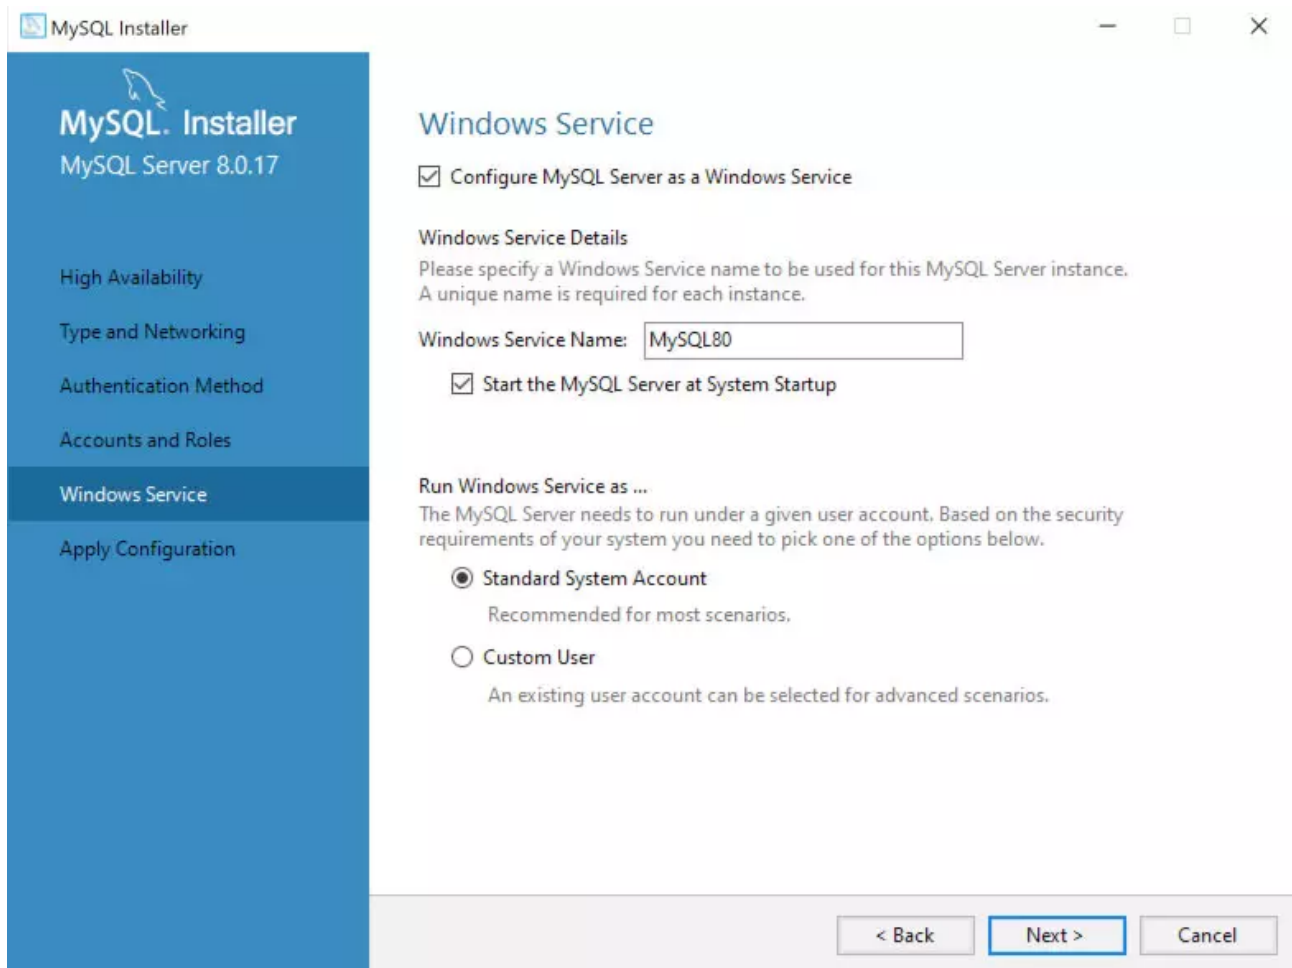 MySQL Installer
MySQL. Installer
MySQL Server 8.0.17
High Availability
Type and Networking
Authentication Method
Accounts and Roles
Windows Service
Apply Configuration
Windows Service
Configure MySQL Server as a Windows Service
Windows Service Details
Please specify a Windows Service name to be used for this MySQL Server instance.
A unique name is required for each instance.
Windows Service Name: MySQL80
Start the MySQL Server at System Startup
Run Windows Service as ...
The MySQL Server needs to run under a given user account. Based on the security
requirements of your system you need to pick one of the options below.
Standard System Account
Recommended for most scenarios.
Custom User
An existing user account can be selected for advanced scenarios.
< Back Next > Cancel